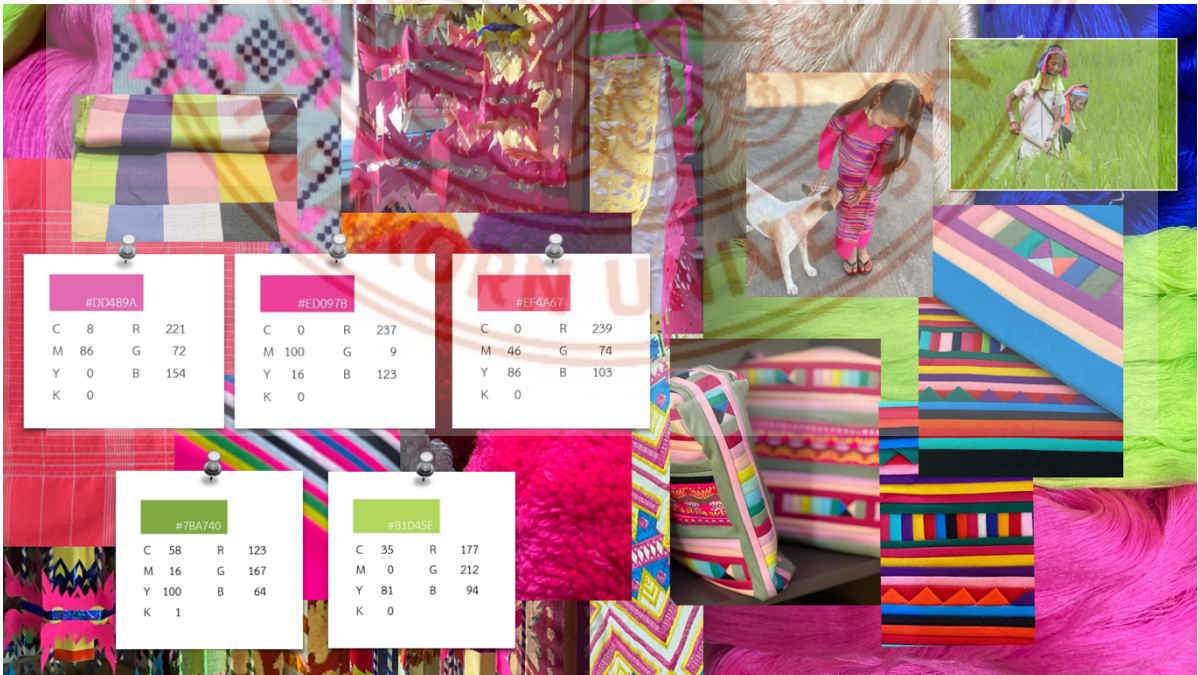 #DD489A
C 8 R 221
M 86 G 72
Y 0 B 154
K 0
#ED097B
C 0 R 237
M 100 G 9
Y 16 B 123
K 0
#EF4A67
C 0 R 239
M 46 G 74
Y 86 B 103
K 0
#7BA740
C 58 R 123
M 16 G 167
Y 100 B 64
K 1
#B1D45E
C 35 R 177
M 0 G 212
Y 81 B 94
K 0